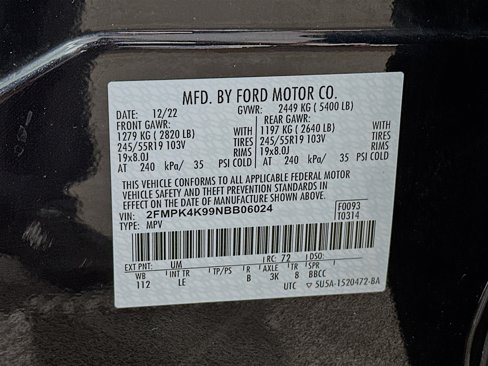 MFD. BY FORD MOTOR CO.
DATE: 12/22 GVWR: 2449 KG ( 5400 LB)
FRONT GAWR: REAR GAWR:
1279 KG ( 2820 LB) WITH 1197 KG ( 2640 LB) WITH
245/55R19 103V TIRES 245/55R19 103V TIRES
19x8.0J RIMS 19x8.0J RIMS
AT 240 kPa/ 35 PSI COLD AT 240 kPa/ 35 PSI COLD
THIS VEHICLE CONFORMS TO ALL APPLICABLE FEDERAL MOTOR
VEHICLE SAFETY AND THEFT PREVENTION STANDARDS IN
EFFECT ON THE DATE OF MANUFACTURE SHOWN ABOVE.
VIN: 2FMPK4K99NBB06024 F0093
TYPE: MPV T0314
EXT PNT: UM RC: 72 DSO:
WB INT TR TP/PS R AXLE TR SPR
112 LE B 3K 8 BBCC
UTC 5U5A-1520472-BA